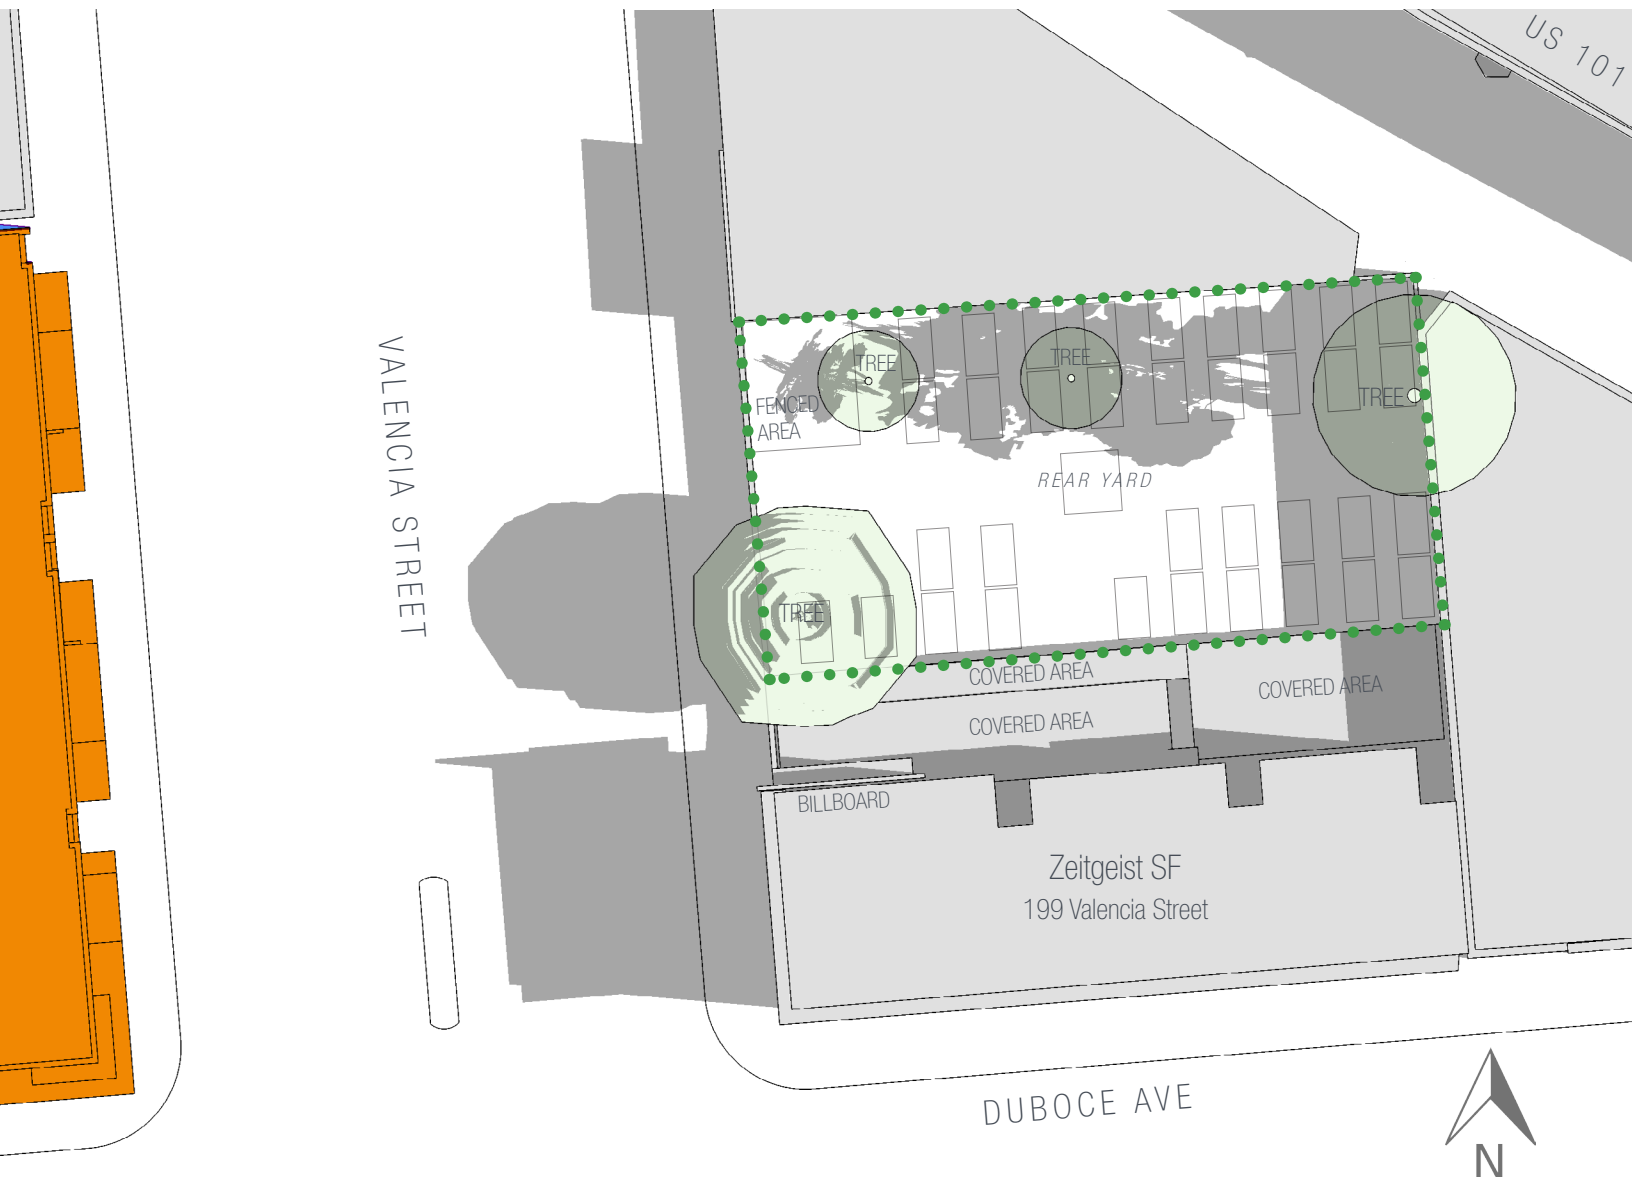 US 101
VALENCIA STREET
TREE
TREE
TREE
FENCED
AREA
REAR YARD
TREE
COVERED AREA
COVERED AREA
COVERED AREA
BILLBOARD
Zeitgeist SF
199 Valencia Street
DUBOCE AVE
N